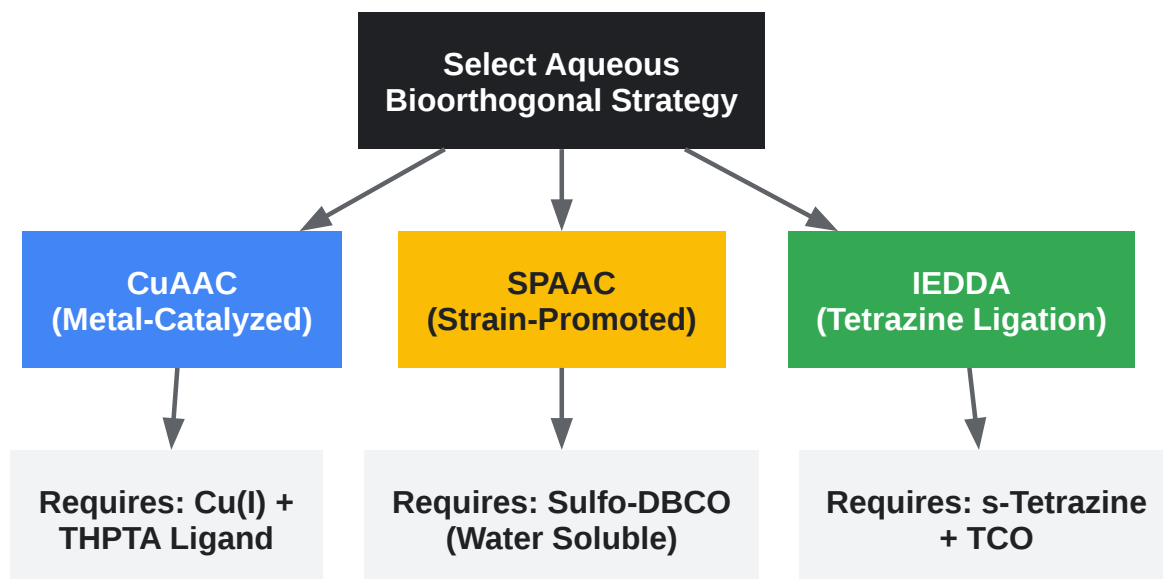 Select Aqueous
Bioorthogonal Strategy
CuAAC
(Metal-Catalyzed)
SPAAC
(Strain-Promoted)
IEDDA
(Tetrazine Ligation)
Requires: Cu(I) +
THPTA Ligand
Requires: Sulfo-DBCO
(Water Soluble)
Requires: s-Tetrazine
+ TCO